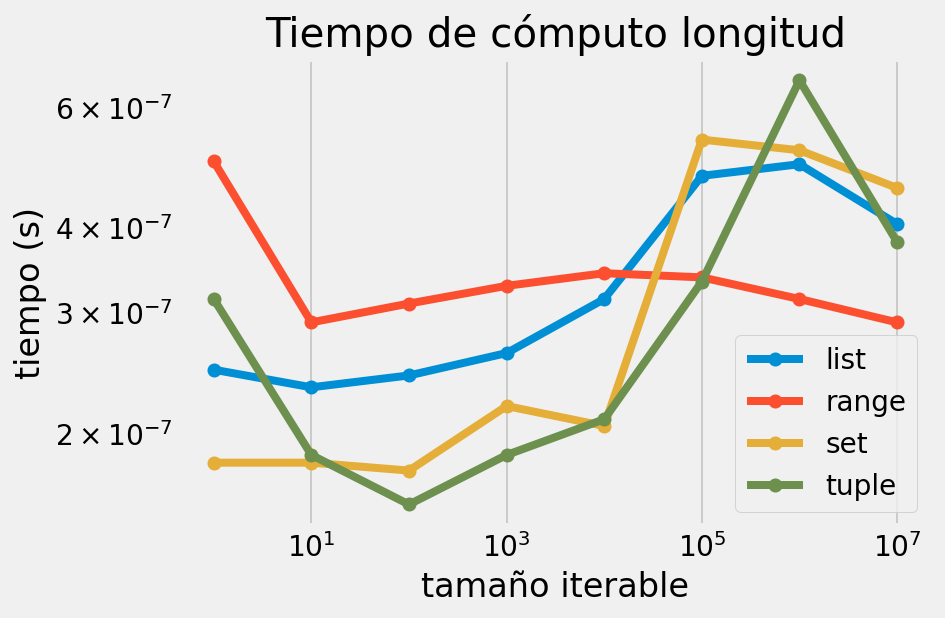 Tiempo de cómputo longitud
6 × 10⁻⁷
4 × 10⁻⁷
3 × 10⁻⁷
2 × 10⁻⁷
tiempo (s)
list
range
set
tuple
10¹ 10³ 10⁵ 10⁷
tamaño iterable